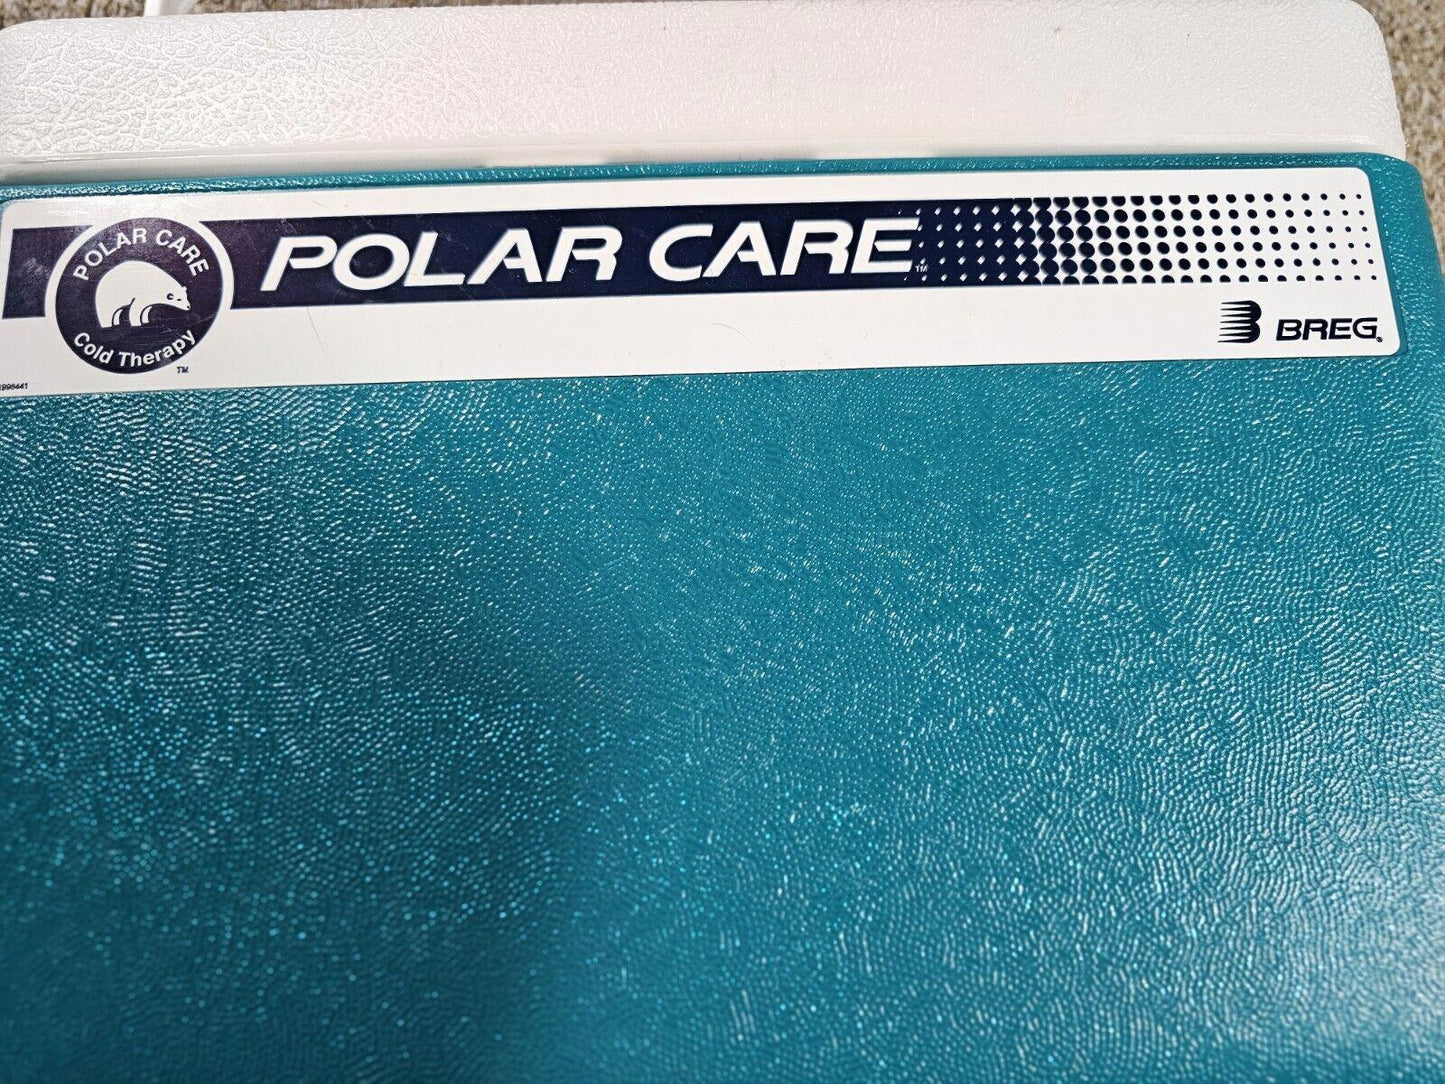 POLAR CARE
Cold Therapy
TM
POLAR CARE
TM
BREG®